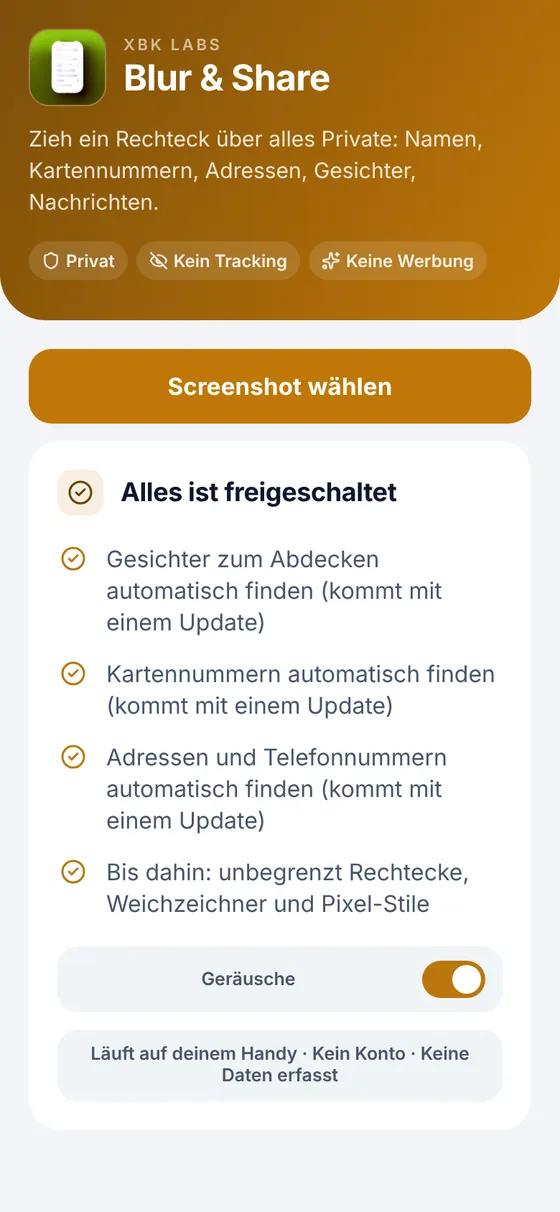 XBK LABS
Blur & Share
Zieh ein Rechteck über alles Private: Namen,
Kartennummern, Adressen, Gesichter,
Nachrichten.
Privat
Kein Tracking
Keine Werbung
Screenshot wählen
Alles ist freigeschaltet
Gesichter zum Abdecken
automatisch finden (kommt mit
einem Update)
Kartennummern automatisch finden
(kommt mit einem Update)
Adressen und Telefonnummern
automatisch finden (kommt mit
einem Update)
Bis dahin: unbegrenzt Rechtecke,
Weichzeichner und Pixel-Stile
Geräusche
Läuft auf deinem Handy · Kein Konto · Keine
Daten erfasst